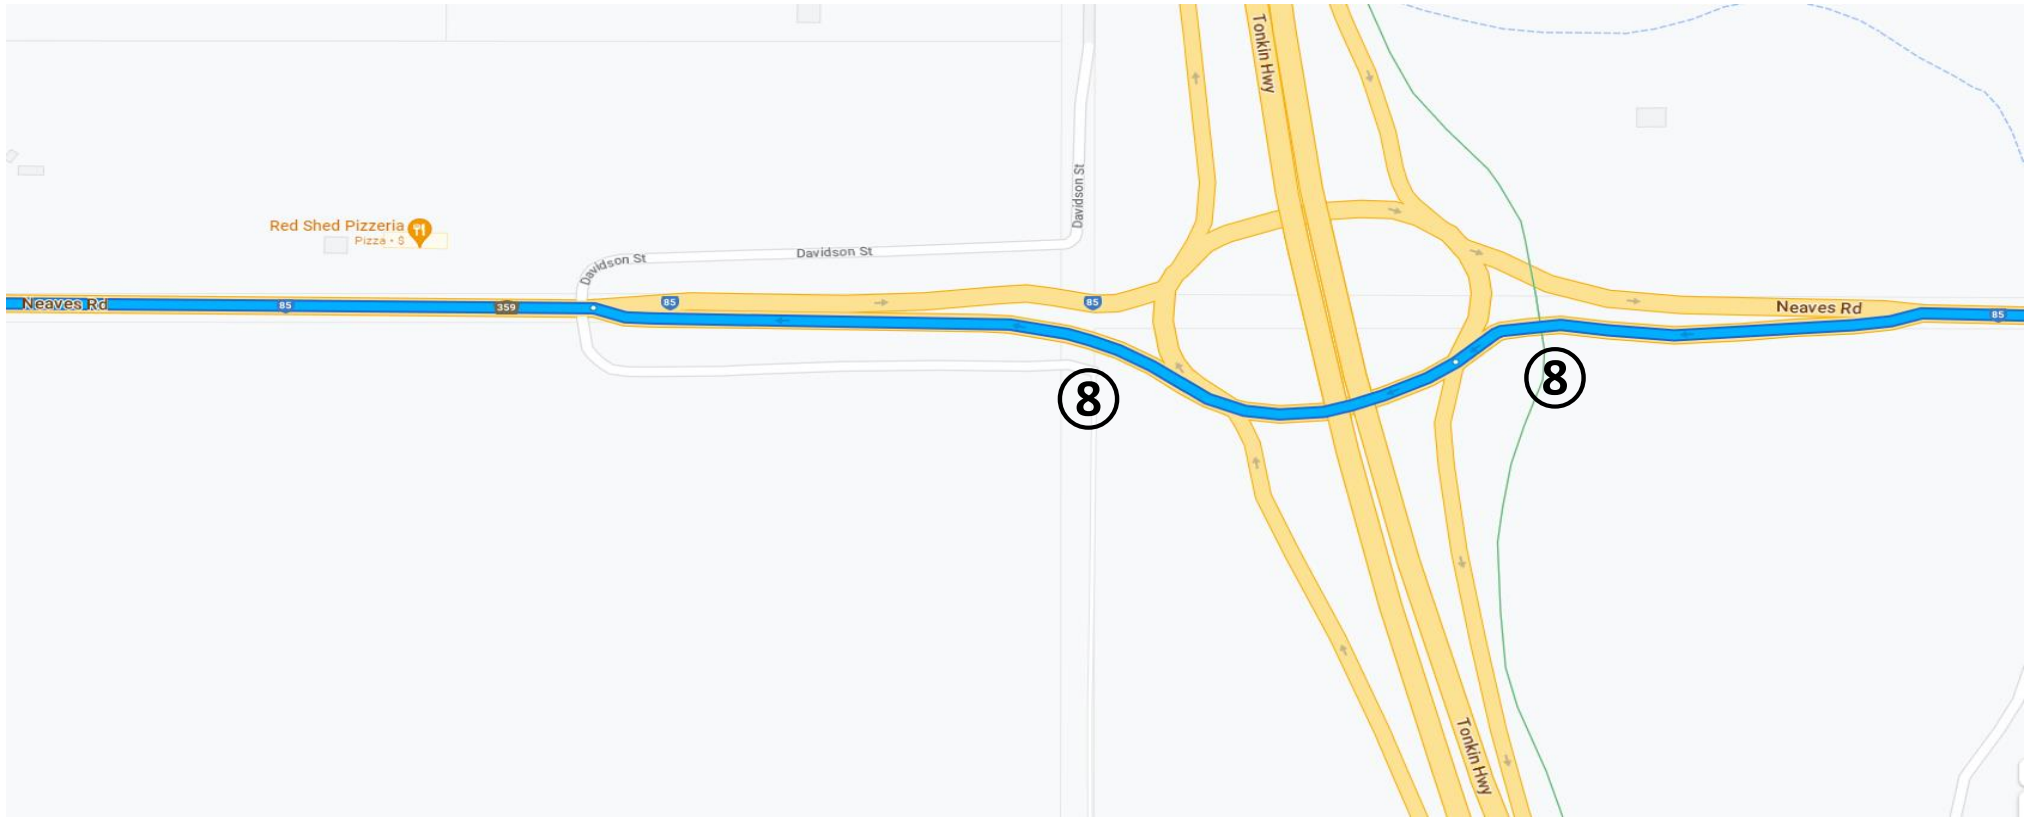 Tonkin Hwy
Davidson St
Red Shed Pizzeria
Pizza • $
Davidson St
Davidson St
Neaves Rd
85
359
85
85
Neaves Rd
85
8
8
Tonkin Hwy